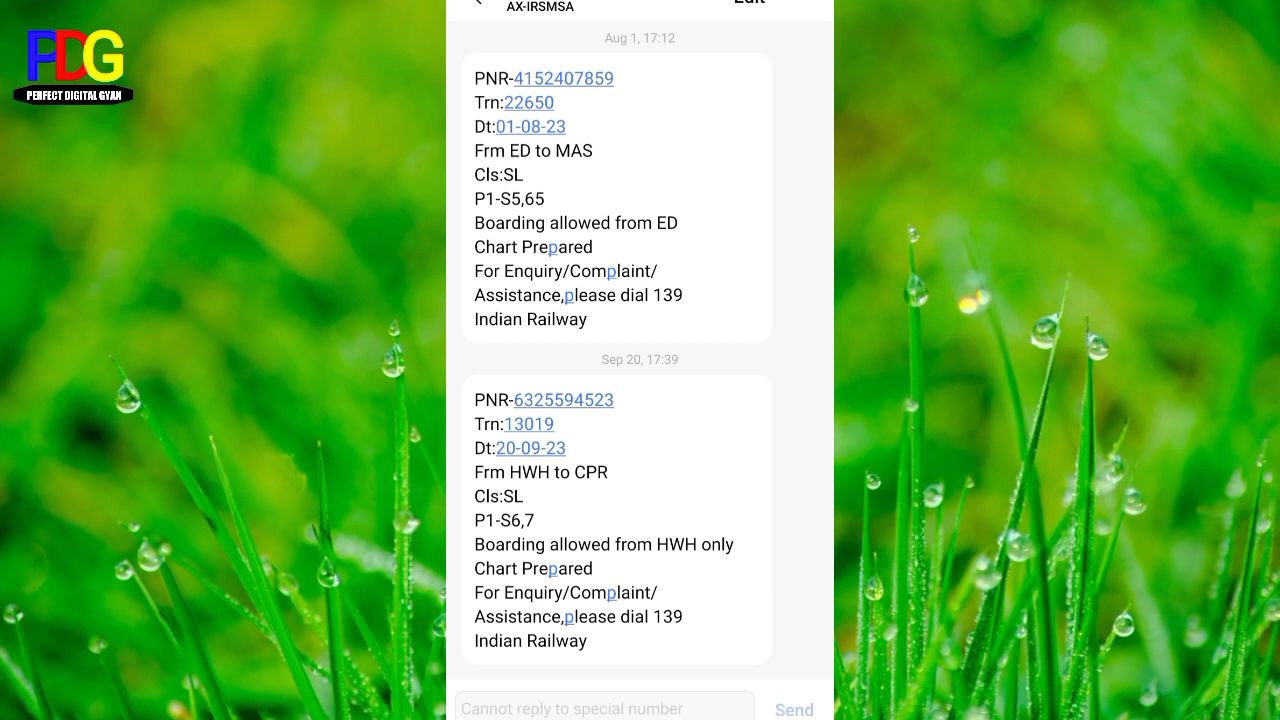 PDG
PERFECT DIGITAL GYAN
AX-IRSMSA
Edit
Aug 1, 17:12
PNR-4152407859
Trn:22650
Dt:01-08-23
Frm ED to MAS
Cls:SL
P1-S5,65
Boarding allowed from ED
Chart Prepared
For Enquiry/Complaint/
Assistance,please dial 139
Indian Railway
Sep 20, 17:39
PNR-6325594523
Trn:13019
Dt:20-09-23
Frm HWH to CPR
Cls:SL
P1-S6,7
Boarding allowed from HWH only
Chart Prepared
For Enquiry/Complaint/
Assistance,please dial 139
Indian Railway
Cannot reply to special number
Send